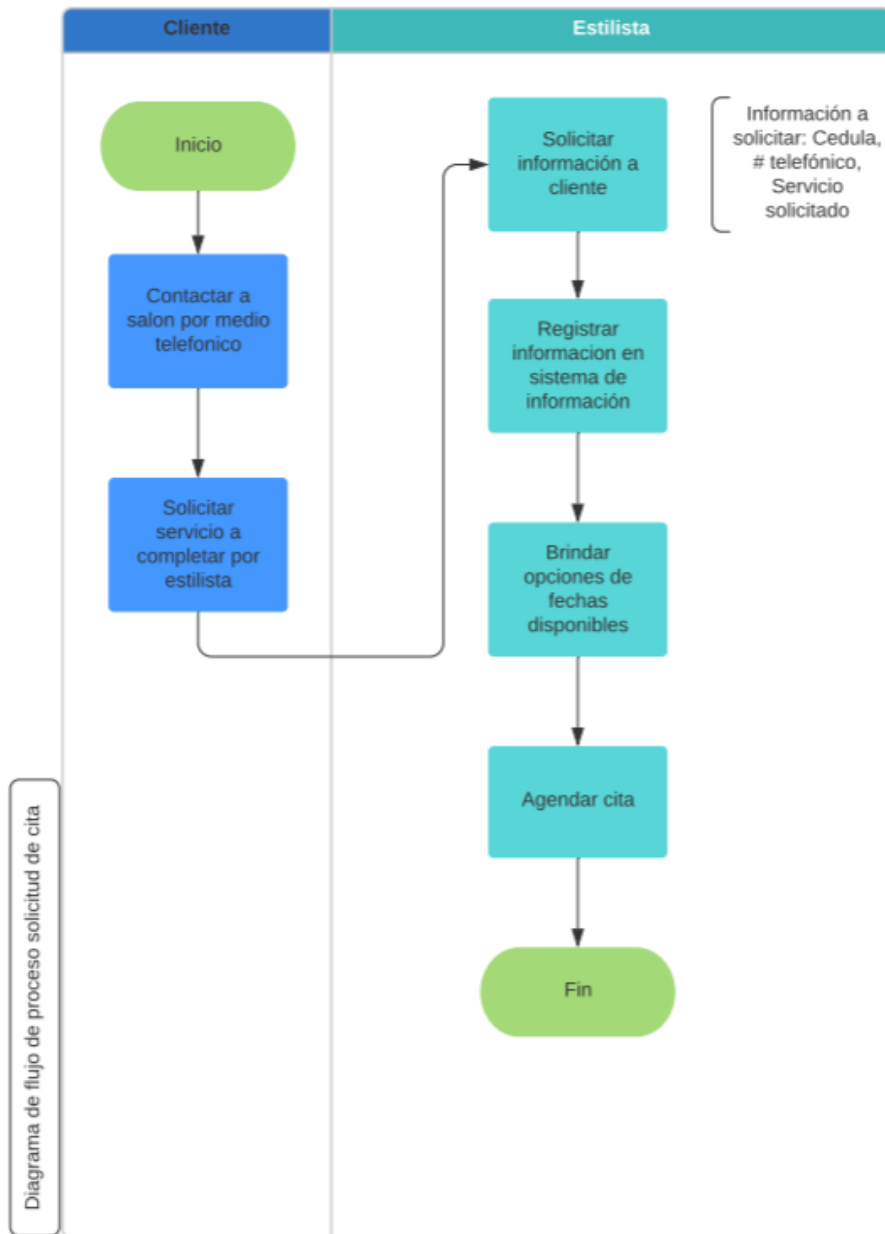 Cliente
Estilista
Inicio
Contactar a
salon por medio
telefonico
Solicitar
servicio a
completar por
estilista
Solicitar
información a
cliente
Información a
solicitar: Cedula,
# telefónico,
Servicio
solicitado
Registrar
informacion en
sistema de
información
Brindar
opciones de
fechas
disponibles
Agendar cita
Fin
Diagrama de flujo de proceso solicitud de cita